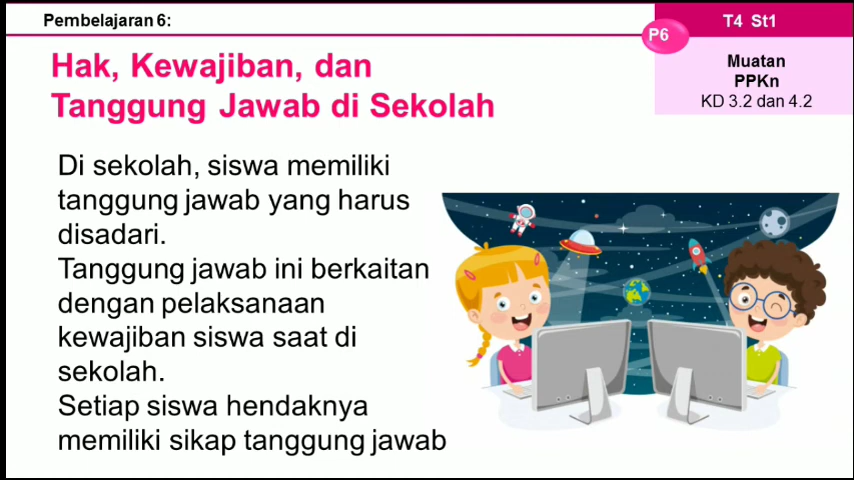 Pembelajaran 6:
P6
T4 St1
Muatan
PPKn
KD 3.2 dan 4.2
Hak, Kewajiban, dan
Tanggung Jawab di Sekolah
Di sekolah, siswa memiliki
tanggung jawab yang harus
disadari.
Tanggung jawab ini berkaitan
dengan pelaksanaan
kewajiban siswa saat di
sekolah.
Setiap siswa hendaknya
memiliki sikap tanggung jawab